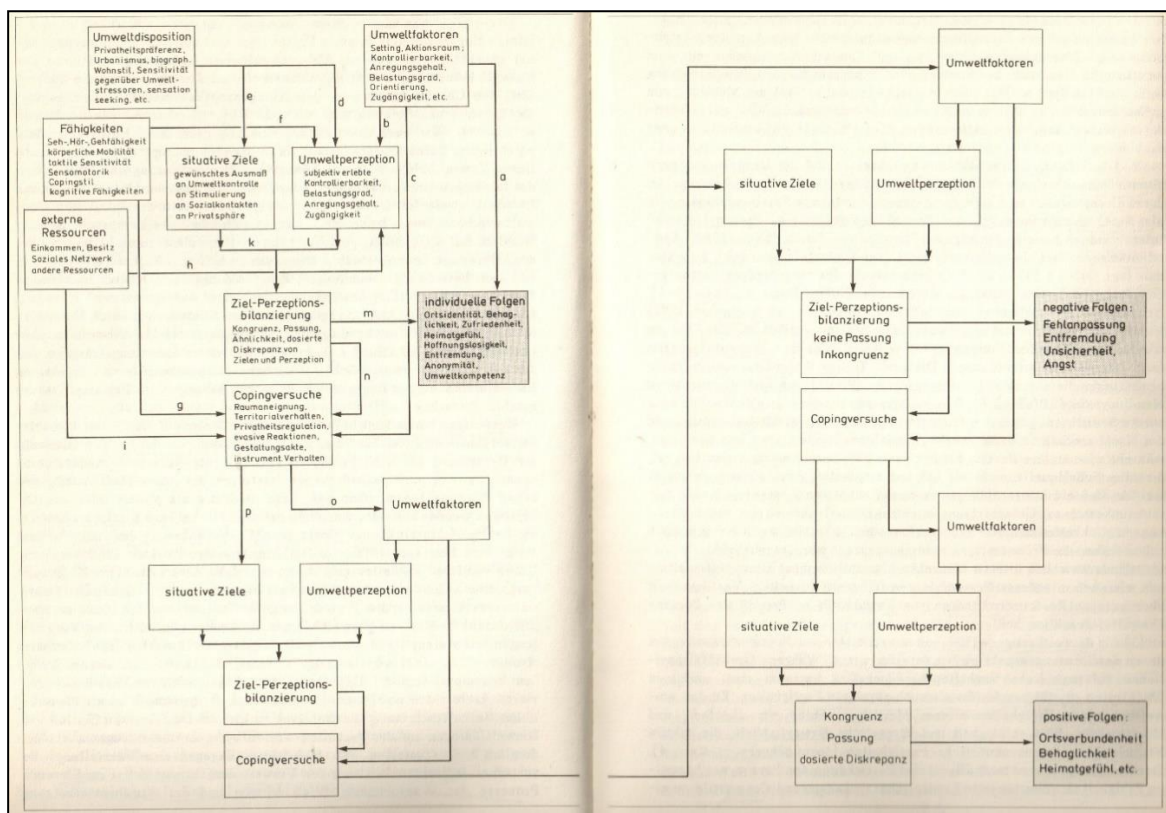 Umweltdisposition
Privatheitspräferenz,
Urbanismus, biograph.
Wohnstil, Sensitivität
gegenüber Umwelt-
stressoren, sensation
seeking, etc.
Umweltfaktoren
Setting, Aktionsraum;
Kontrollierbarkeit,
Anregungsgehalt,
Belastungsgrad,
Orientierung,
Zugängigkeit, etc.
e
d
b
c
a
Fähigkeiten
Seh-, Hör-, Gehfähigkeit
körperliche Mobilität
taktile Sensitivität
Sensomotorik
Copingstil
kognitive Fähigkeiten
f
situative Ziele
gewünschtes Ausmaß
an Umweltkontrolle
an Stimulierung
an Sozialkontakten
an Privatsphäre
Umweltperzeption
subjektiv erlebte
Kontrollierbarkeit,
Belastungsgrad,
Anregungsgehalt,
Zugängigkeit
externe
Ressourcen
Einkommen, Besitz
Soziales Netzwerk
andere Ressourcen
k
l
h
Ziel-Perzeptions-
bilanzierung
Kongruenz, Passung,
Ähnlichkeit, dosierte
Diskrepanz von
Zielen und Perzeption
m
individuelle Folgen
Ortsidentität, Behag-
lichkeit, Zufriedenheit,
Heimatgefühl,
Hoffnungslosigkeit,
Entfremdung,
Anonymität,
Umweltkompetenz
n
g
i
Copingversuche
Raumaneignung,
Territorialverhalten,
Privatheitsregulation,
evasive Reaktionen,
Gestaltungsakte,
instrument Verhalten
p
o
Umweltfaktoren
situative Ziele
Umweltperzeption
Ziel-Perzeptions-
bilanzierung
Copingversuche
Umweltfaktoren
situative Ziele
Umweltperzeption
Ziel-Perzeptions-
bilanzierung
keine Passung
Inkongruenz
negative Folgen:
Fehlanpassung
Entfremdung
Unsicherheit,
Angst
Copingversuche
Umweltfaktoren
situative Ziele
Umweltperzeption
Kongruenz
Passung
dosierte Diskrepanz
positive Folgen:
Ortsverbundenheit
Behaglichkeit
Heimatgefühl, etc.